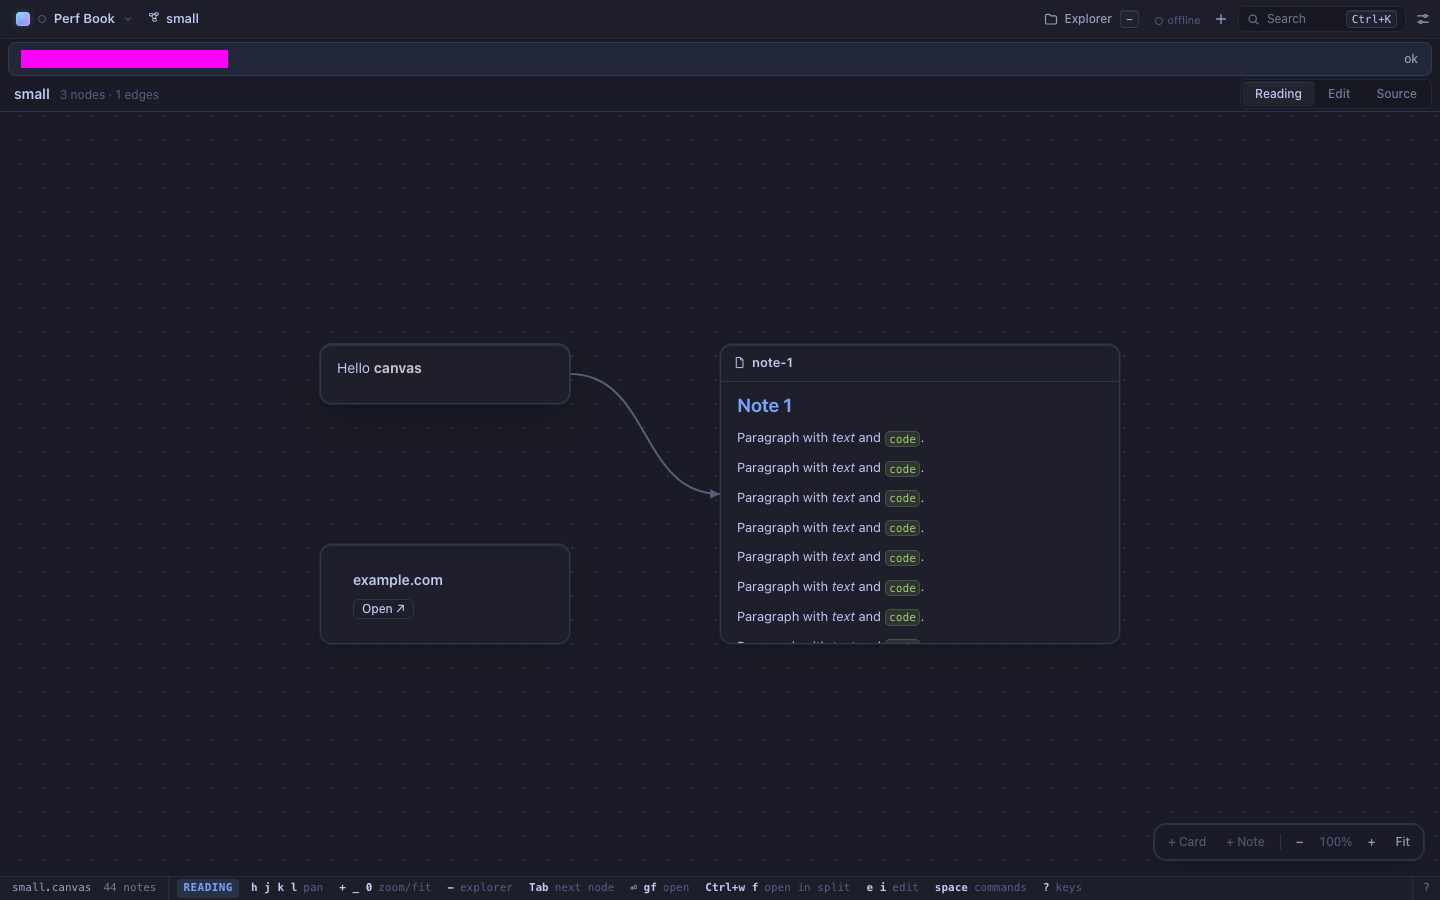 Perf Book small Explorer − offline + Search Ctrl+K
ok
small 3 nodes · 1 edges Reading Edit Source
Hello canvas
note-1
Note 1
Paragraph with text and code.
Paragraph with text and code.
Paragraph with text and code.
Paragraph with text and code.
Paragraph with text and code.
Paragraph with text and code.
Paragraph with text and code.
example.com
Open ↗
+ Card + Note − 100% + Fit
small.canvas 44 notes READING h j k l pan + _ 0 zoom/fit − explorer Tab next node ⏎ gf open Ctrl+w f open in split e i edit space commands ? keys ?